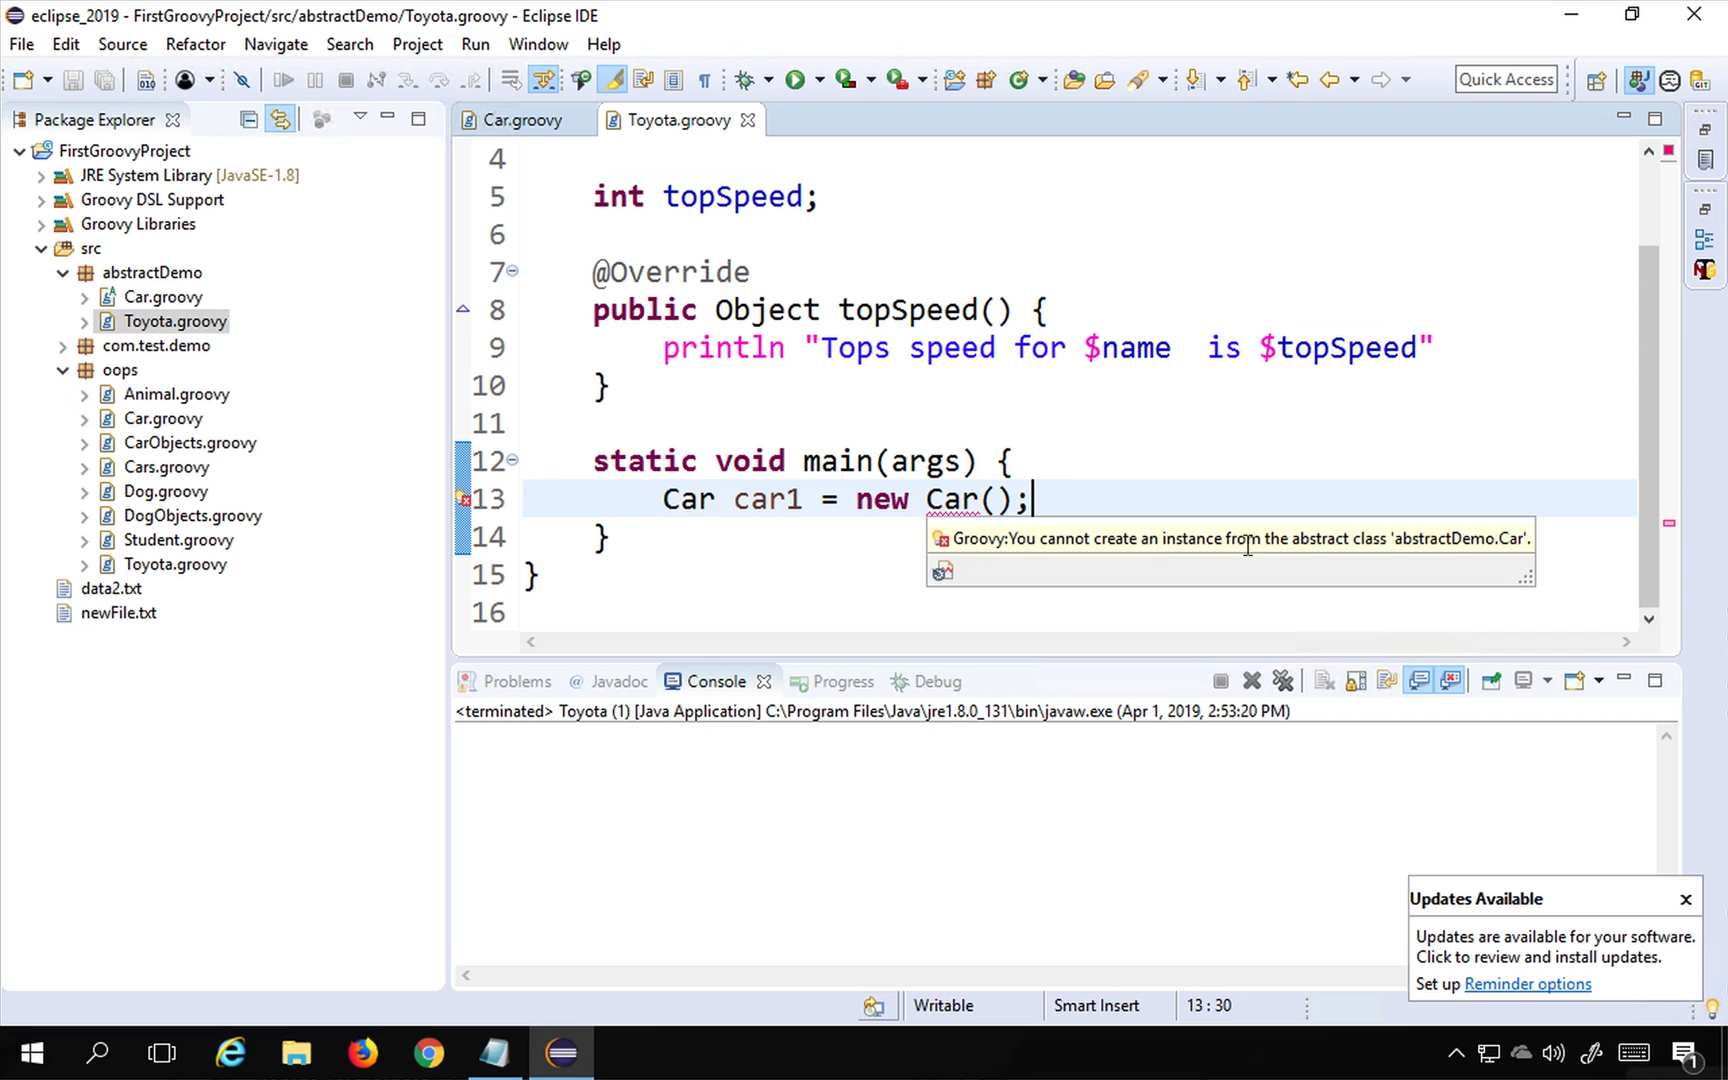 eclipse_2019 - FirstGroovyProject/src/abstractDemo/Toyota.groovy - Eclipse IDE
File Edit Source Refactor Navigate Search Project Run Window Help
010
Quick Access
GIT
Package Explorer
FirstGroovyProject
JRE System Library [JavaSE-1.8]
Groovy DSL Support
Groovy Libraries
src
abstractDemo
Car.groovy
Toyota.groovy
com.test.demo
oops
Animal.groovy
Car.groovy
CarObjects.groovy
Cars.groovy
Dog.groovy
DogObjects.groovy
Student.groovy
Toyota.groovy
data2.txt
newFile.txt
Car.groovy Toyota.groovy
4
5 int topSpeed;
6
7 @Override
8 public Object topSpeed() {
9 println "Tops speed for $name  is $topSpeed"
10 }
11
12 static void main(args) {
13 Car car1 = new Car();
Groovy:You cannot create an instance from the abstract class 'abstractDemo.Car'.
14 }
15 }
16
Problems @ Javadoc Console Progress Debug
<terminated> Toyota (1) [Java Application] C:\Program Files\Java\jre1.8.0_131\bin\javaw.exe (Apr 1, 2019, 2:53:20 PM)
Updates Available
Updates are available for your software.
Click to review and install updates.
Set up Reminder options
Writable Smart Insert 13 : 30
1